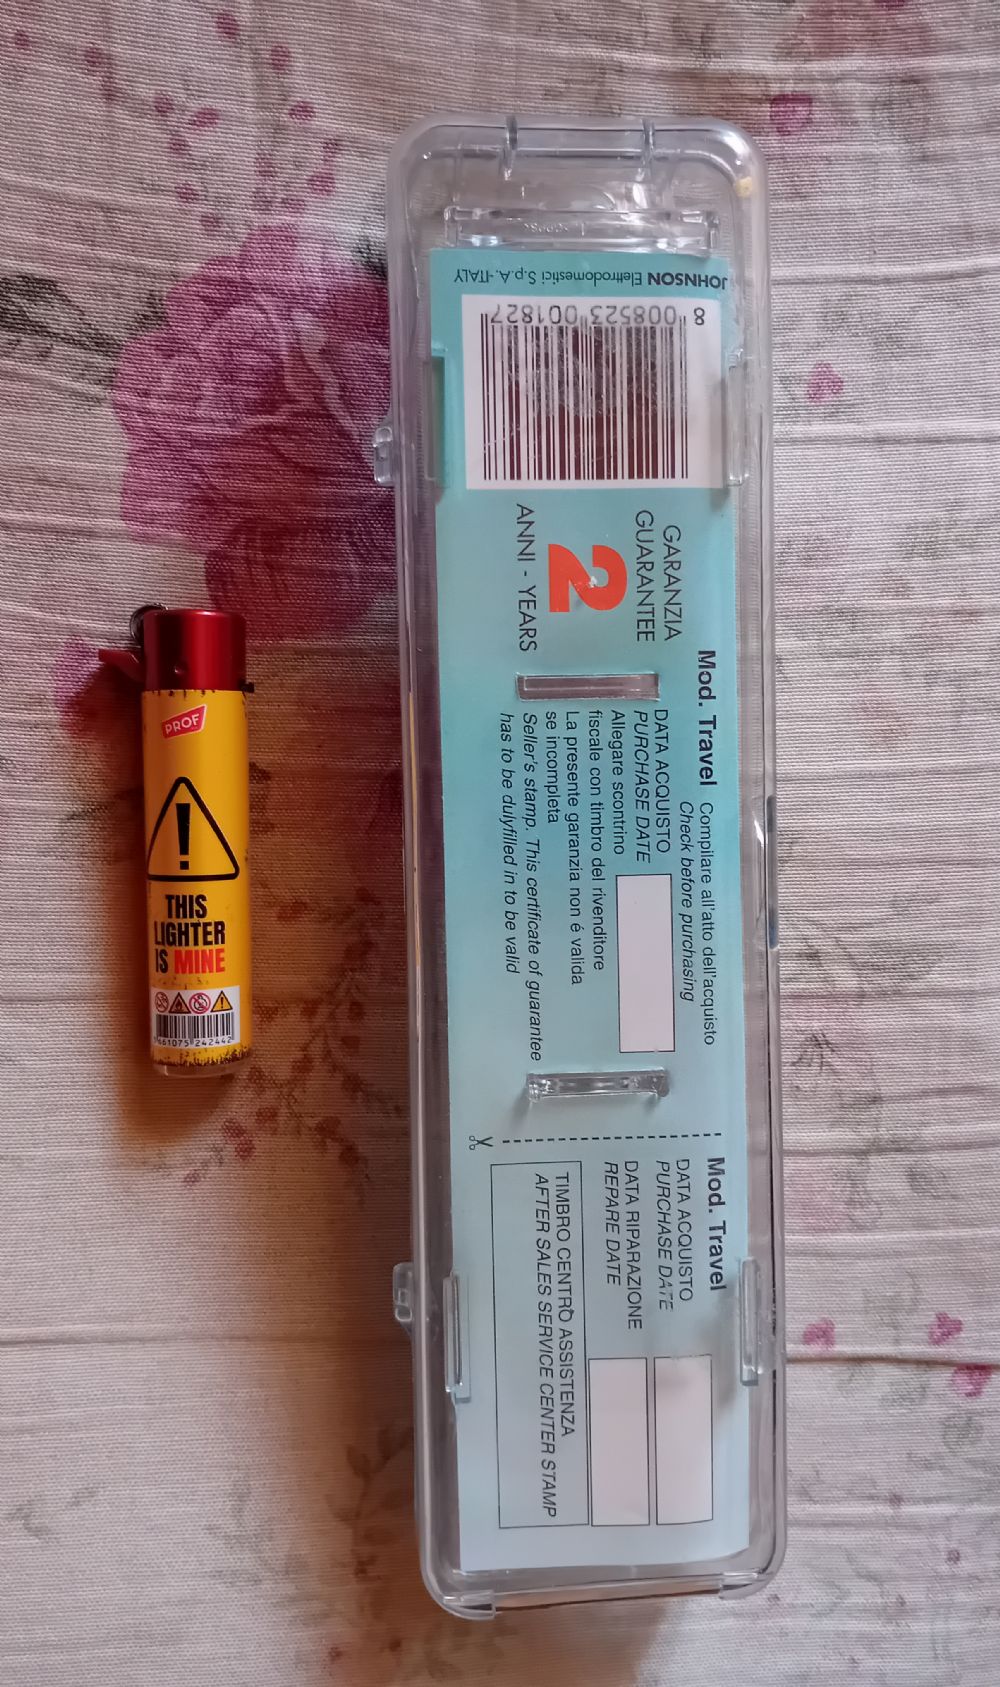 PROF
!
THIS
LIGHTER
IS MINE
3661075 242442
JOHNSON Elettrodomestici S.p.A.-ITALY
8 008523 001827
GARANZIA
GUARANTEE
2
ANNI - YEARS
Mod. Travel Compilare all'atto dell'acquisto
Check before purchasing
DATA ACQUISTO
PURCHASE DATE
Allegare scontrino
fiscale con timbro del rivenditore
La presente garanzia non é valida
se incompleta
Seller's stamp. This certificate of guarantee
has to be dulyfilled in to be valid
Mod. Travel
DATA ACQUISTO
PURCHASE DATE
DATA RIPARAZIONE
REPARE DATE
TIMBRO CENTRO ASSISTENZA
AFTER SALES SERVICE CENTER STAMP